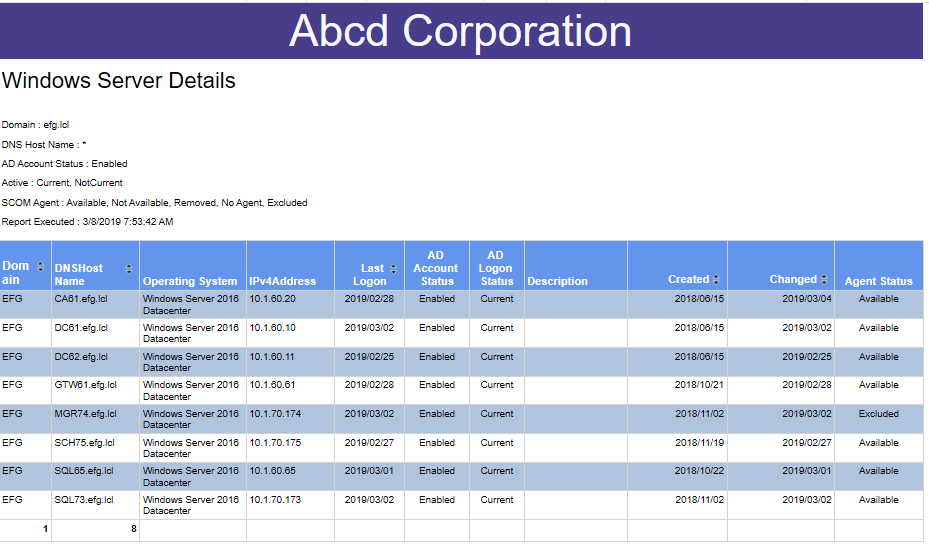 Abcd Corporation
Windows Server Details
Domain : efg.lcl
DNS Host Name : *
AD Account Status : Enabled
Active : Current, NotCurrent
SCOM Agent : Available, Not Available, Removed, No Agent, Excluded
Report Executed : 3/8/2019 7:53:42 AM
Dom ain DNSHost Name Operating System IPv4Address Last Logon AD Account Status AD Logon Status Description Created Changed Agent Status
EFG CA61.efg.lcl Windows Server 2016 Datacenter 10.1.60.20 2019/02/28 Enabled Current 2018/06/15 2019/03/04 Available
EFG DC61.efg.lcl Windows Server 2016 Datacenter 10.1.60.10 2019/03/02 Enabled Current 2018/06/15 2019/03/02 Available
EFG DC62.efg.lcl Windows Server 2016 Datacenter 10.1.60.11 2019/02/25 Enabled Current 2018/06/15 2019/02/25 Available
EFG GTW61.efg.lcl Windows Server 2016 Datacenter 10.1.60.61 2019/02/28 Enabled Current 2018/10/21 2019/02/28 Available
EFG MGR74.efg.lcl Windows Server 2016 Datacenter 10.1.70.174 2019/03/02 Enabled Current 2018/11/02 2019/03/02 Excluded
EFG SCH75.efg.lcl Windows Server 2016 Datacenter 10.1.70.175 2019/02/27 Enabled Current 2018/11/19 2019/02/27 Available
EFG SQL65.efg.lcl Windows Server 2016 Datacenter 10.1.60.65 2019/03/01 Enabled Current 2018/10/22 2019/03/01 Available
EFG SQL73.efg.lcl Windows Server 2016 Datacenter 10.1.70.173 2019/03/02 Enabled Current 2018/11/02 2019/03/02 Available
1 8